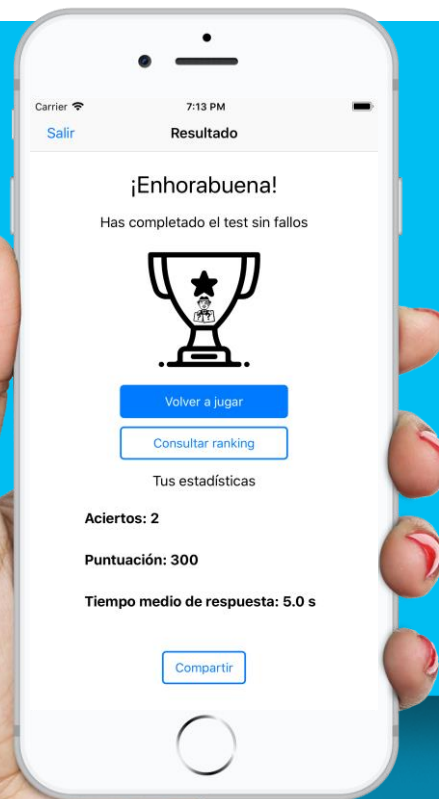 Carrier
7:13 PM
Salir
Resultado
¡Enhorabuena!
Has completado el test sin fallos
Volver a jugar
Consultar ranking
Tus estadísticas
Aciertos: 2
Puntuación: 300
Tiempo medio de respuesta: 5.0 s
Compartir